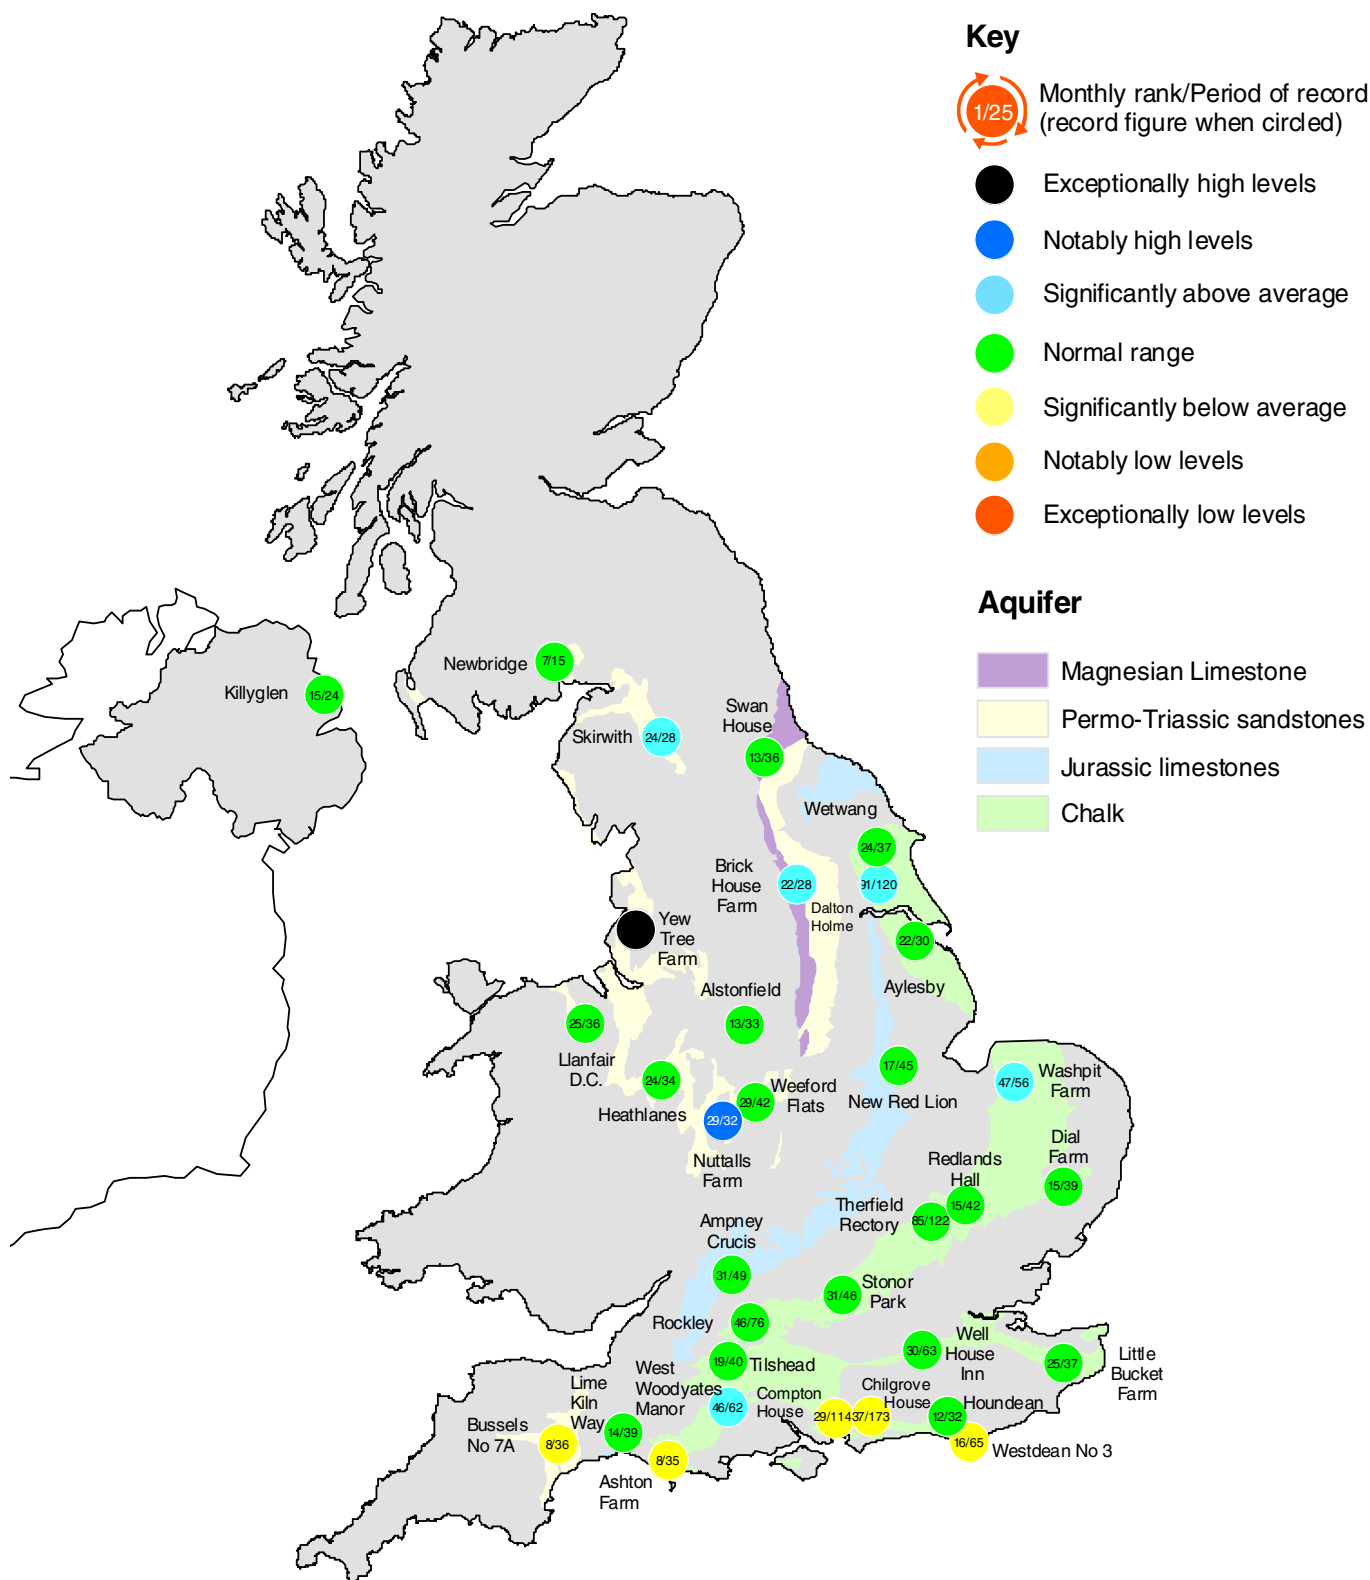 Key
1/25
Monthly rank/Period of record
(record figure when circled)
Exceptionally high levels
Notably high levels
Significantly above average
Normal range
Significantly below average
Notably low levels
Exceptionally low levels
Aquifer
Magnesian Limestone
Permo-Triassic sandstones
Jurassic limestones
Chalk
Newbridge
7/15
Killyglen
15/24
Skirwith
24/28
Swan
House
13/36
Wetwang
24/37
Brick
House
Farm
22/28
91/120
Dalton
Holme
Yew
Tree
Farm
22/30
Aylesby
Alstonfield
13/33
25/36
Llanfair
D.C.
24/34
Heathlanes
Weeford
Flats
29/42
29/32
Nuttalls
Farm
17/45
New Red Lion
47/56
Washpit
Farm
Dial
Farm
15/39
Redlands
Hall
15/42
Therfield
Rectory
85/122
Ampney
Crucis
31/49
Stonor
Park
31/46
Rockley
46/76
19/40
Tilshead
30/63
Well
House
Inn
25/37
Little
Bucket
Farm
West
Woodyates
Manor
46/62
Compton
House
29/114
Chilgrove
House
37/173
Houndean
12/32
16/65
Westdean No 3
Lime
Kiln
Way
14/39
Bussels
No 7A
8/36
8/35
Ashton
Farm